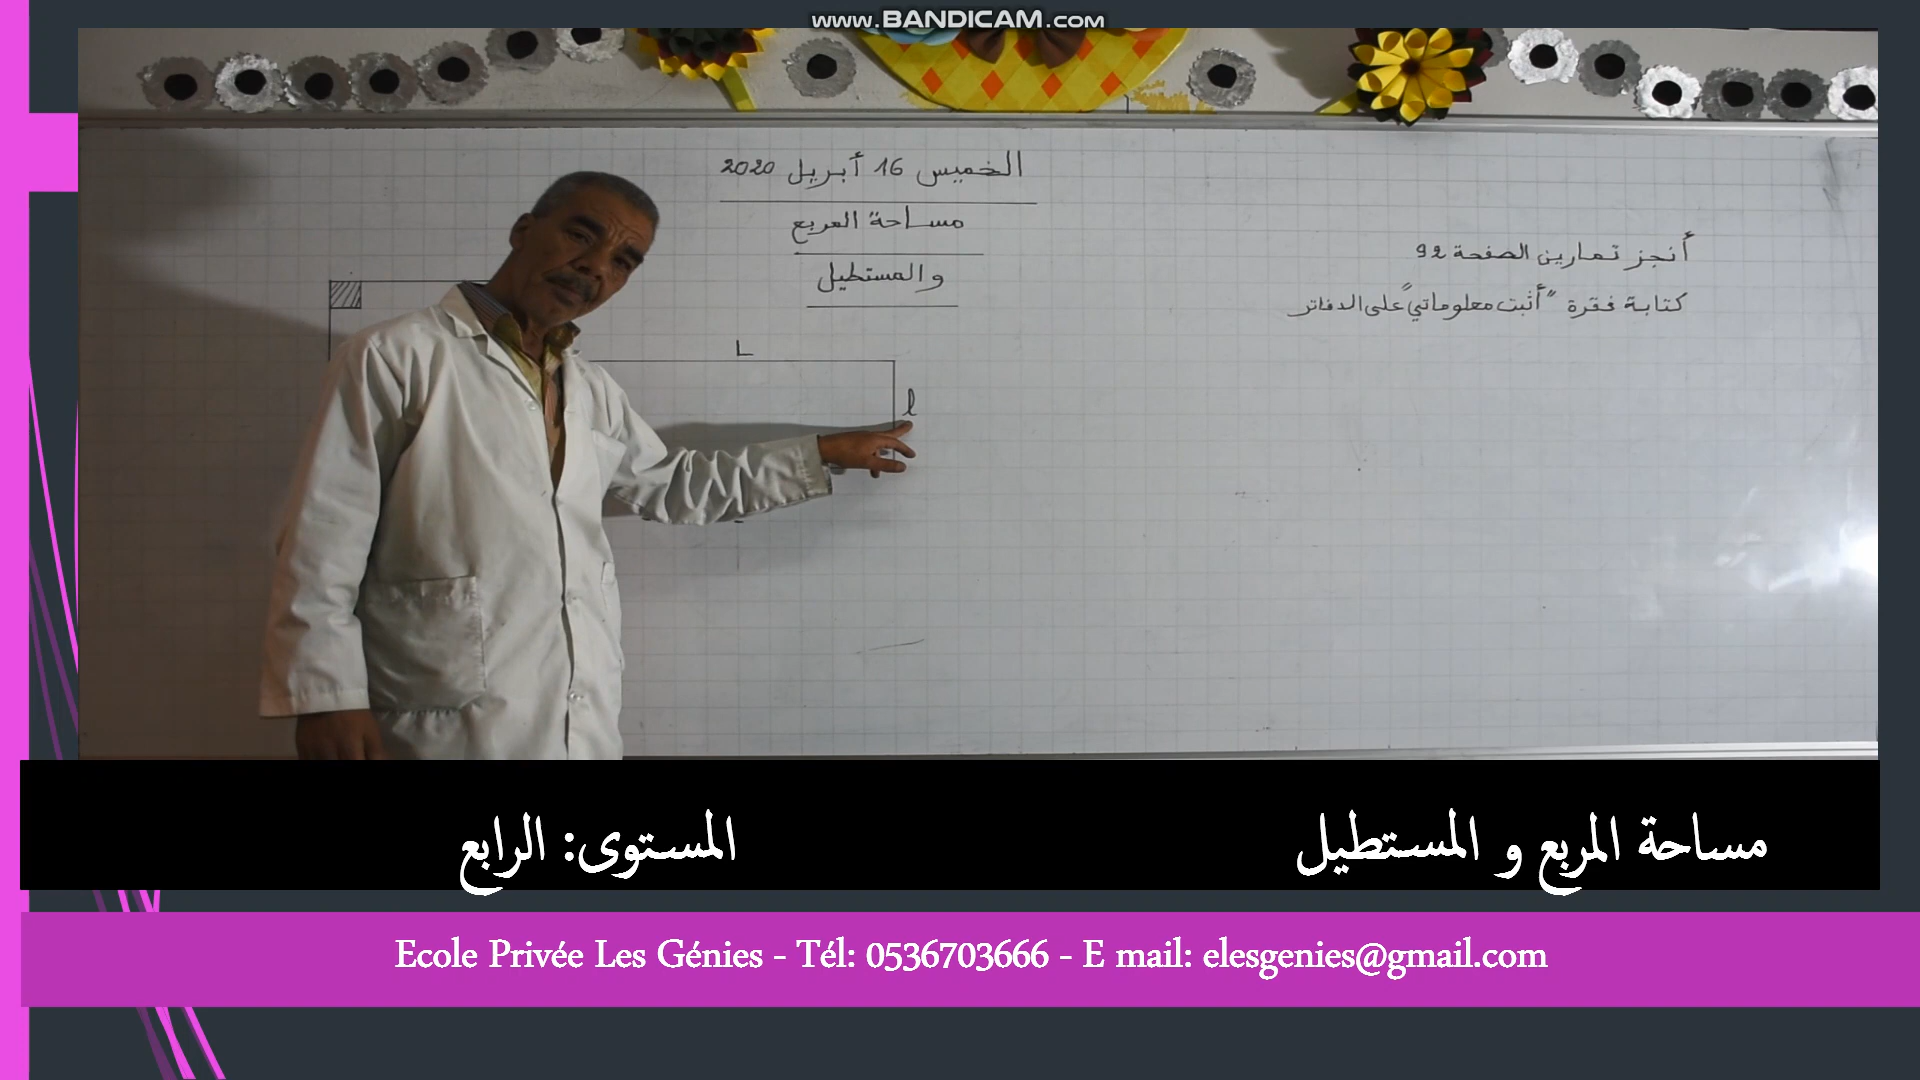 www.BANDICAM.com
الخميس 16 أبريل 2020
مساحة المربع
والمستطيل
L
l
أنجز تمارين الصفحة 92
كتابة فقرة "أثبت معلوماتي" على الدفاتر
مساحة المربع و المستطيل
المستوى: الرابع
Ecole Privée Les Génies - Tél: 0536703666 - E mail: elesgenies@gmail.com